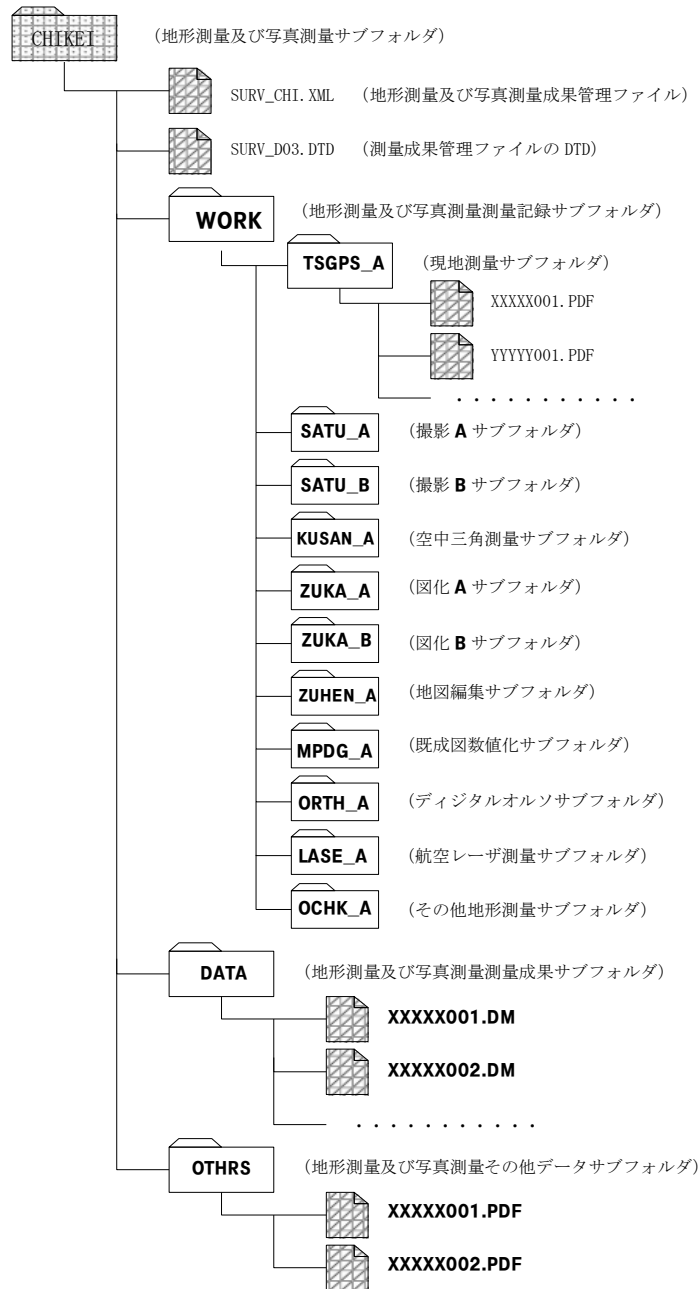 CHIKEI (地形測量及び写真測量サブフォルダ)
SURV_CHI.XML (地形測量及び写真測量成果管理ファイル)
SURV_D03.DTD (測量成果管理ファイルの DTD)
WORK (地形測量及び写真測量測量記録サブフォルダ)
TSGPS_A (現地測量サブフォルダ)
XXXXX001.PDF
YYYYY001.PDF
・・・・・・・・・・・
SATU_A (撮影 A サブフォルダ)
SATU_B (撮影 B サブフォルダ)
KUSAN_A (空中三角測量サブフォルダ)
ZUKA_A (図化 A サブフォルダ)
ZUKA_B (図化 B サブフォルダ)
ZUHEN_A (地図編集サブフォルダ)
MPDG_A (既成図数値化サブフォルダ)
ORTH_A (ディジタルオルソサブフォルダ)
LASE_A (航空レーザ測量サブフォルダ)
OCHK_A (その他地形測量サブフォルダ)
DATA (地形測量及び写真測量測量成果サブフォルダ)
XXXXX001.DM
XXXXX002.DM
・・・・・・・・・・・
OTHRS (地形測量及び写真測量その他データサブフォルダ)
XXXXX001.PDF
XXXXX002.PDF